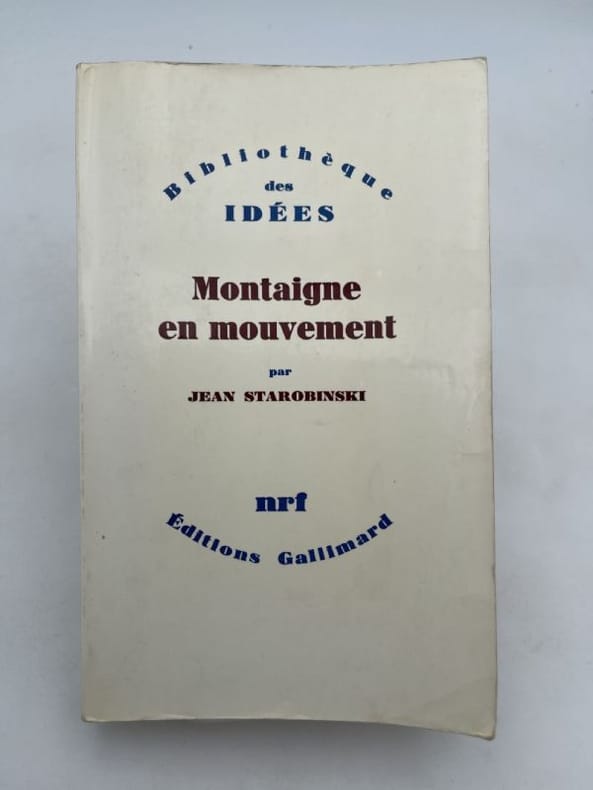 Bibliothèque
des
IDÉES
Montaigne
en mouvement
par
JEAN STAROBINSKI
nrf
Éditions Gallimard